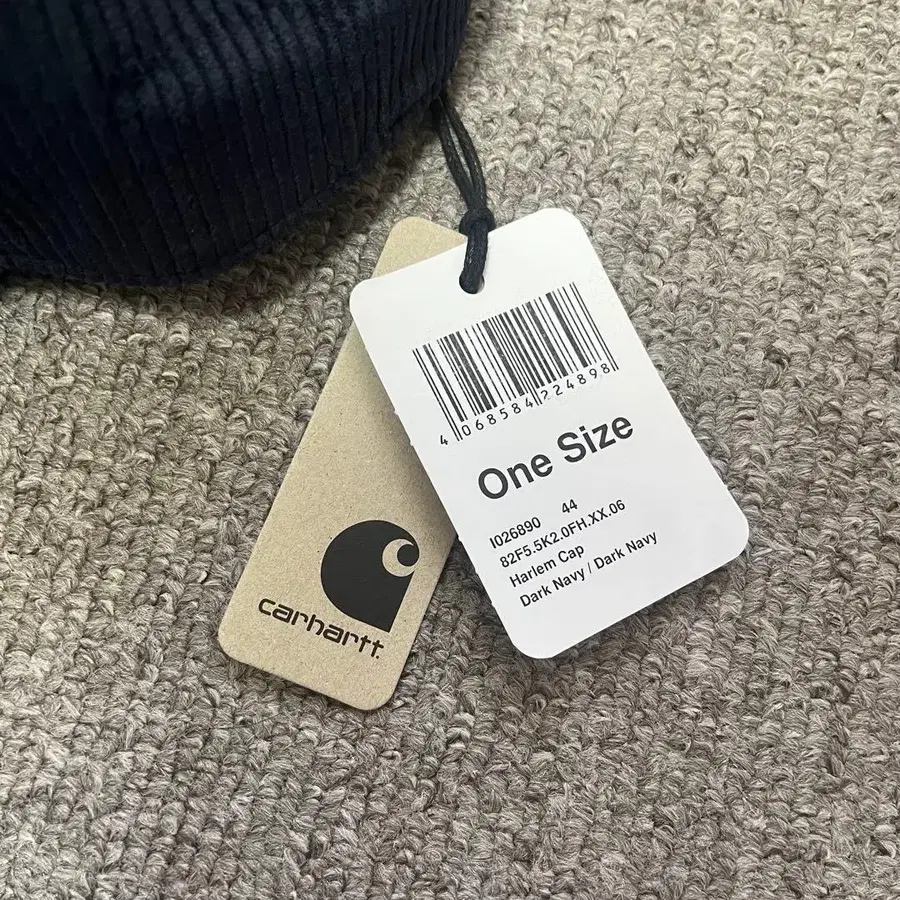 4 068584 224898
One Size
I026890 44
82F5.5K2.0FH.XX.06
Harlem Cap
Dark Navy / Dark Navy
carhartt.